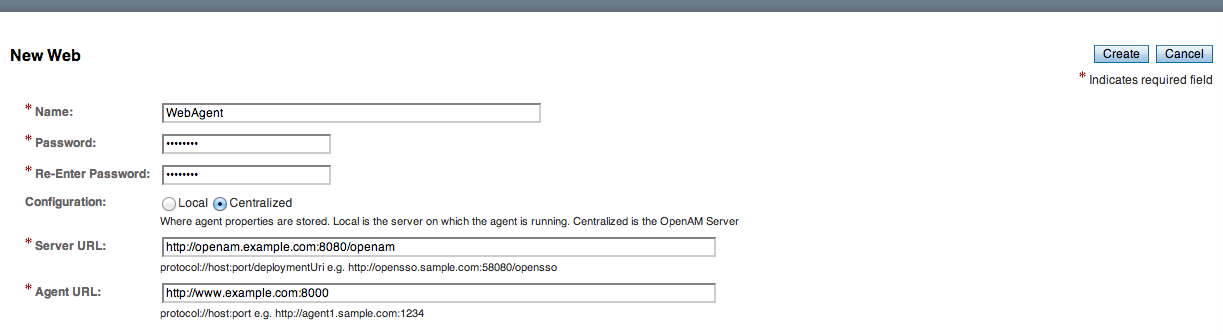 New Web
Create Cancel
* Indicates required field
* Name: WebAgent
* Password: ••••••••
* Re-Enter Password: ••••••••
Configuration: Local Centralized
Where agent properties are stored. Local is the server on which the agent is running. Centralized is the OpenAM Server
* Server URL: http://openam.example.com:8080/openam
protocol://host:port/deploymentUri e.g. http://opensso.sample.com:58080/opensso
* Agent URL: http://www.example.com:8000
protocol://host:port e.g. http://agent1.sample.com:1234